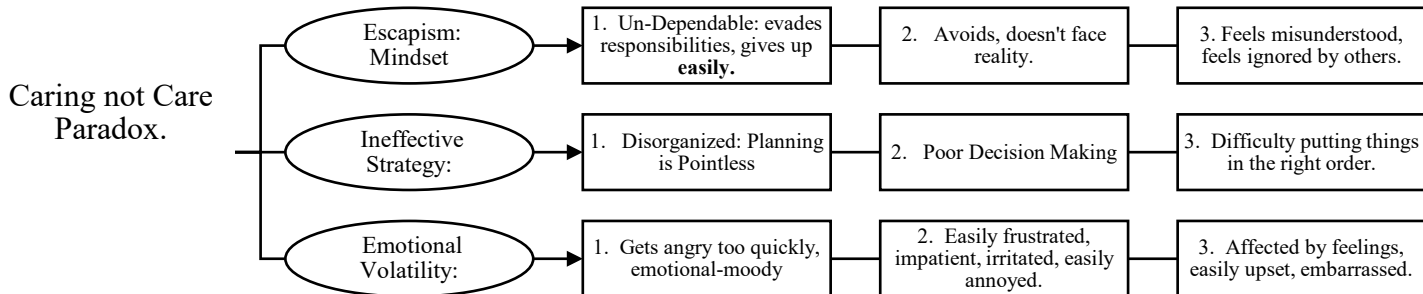 Caring not Care
Paradox.
Escapism:
Mindset
1. Un-Dependable: evades
responsibilities, gives up
easily.
2. Avoids, doesn't face
reality.
3. Feels misunderstood,
feels ignored by others.
Ineffective
Strategy:
1. Disorganized: Planning
is Pointless
2. Poor Decision Making
3. Difficulty putting things
in the right order.
Emotional
Volatility:
1. Gets angry too quickly,
emotional-moody
2. Easily frustrated,
impatient, irritated, easily
annoyed.
3. Affected by feelings,
easily upset, embarrassed.